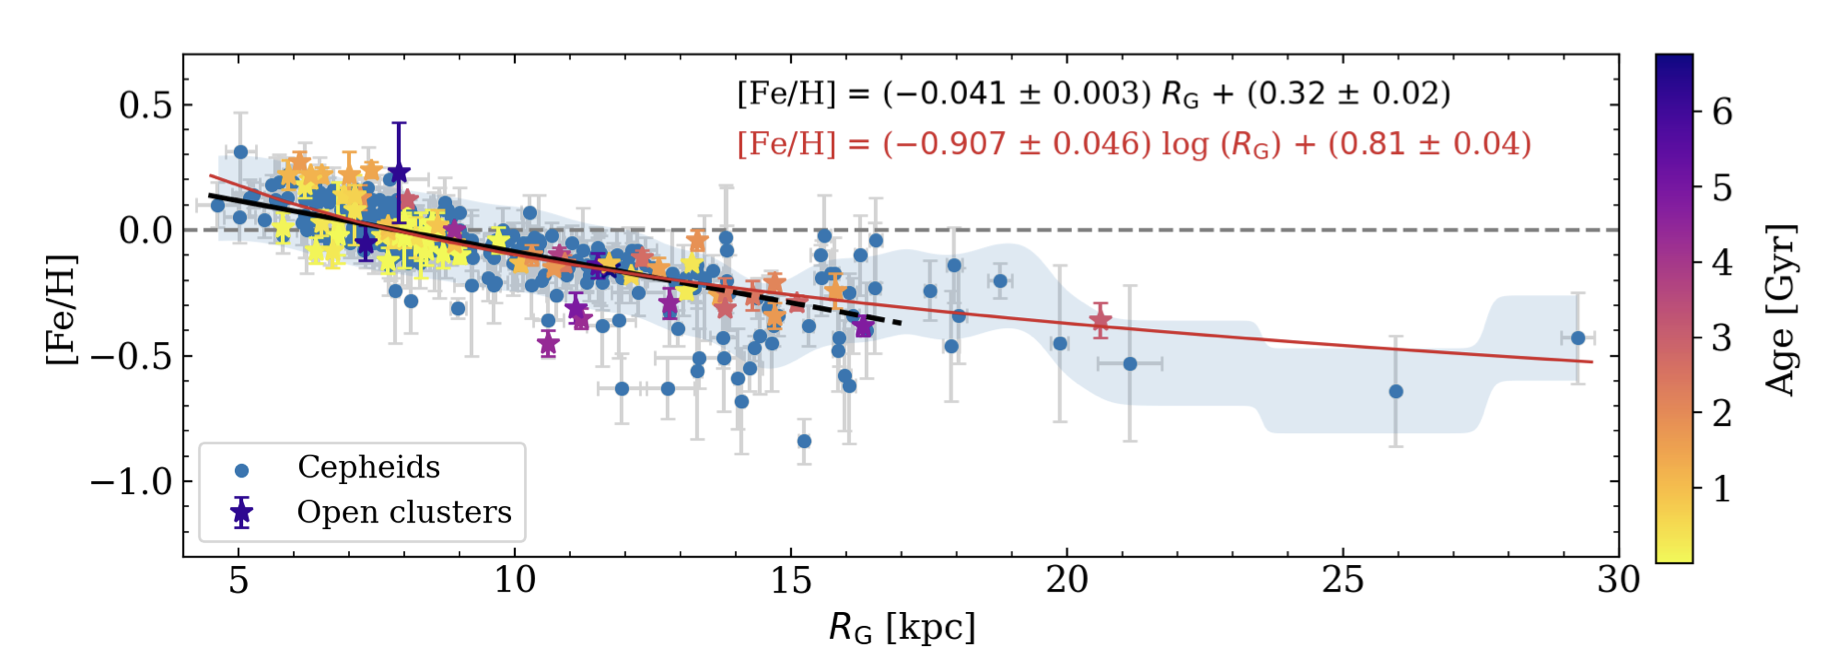 [Fe/H] = (−0.041 ± 0.003) R_G + (0.32 ± 0.02)
[Fe/H] = (−0.907 ± 0.046) log (R_G) + (0.81 ± 0.04)
0.5
0.0
−0.5
−1.0
[Fe/H]
Cepheids
Open clusters
5 10 15 20 25 30
R_G [kpc]
6
5
4
3
2
1
Age [Gyr]